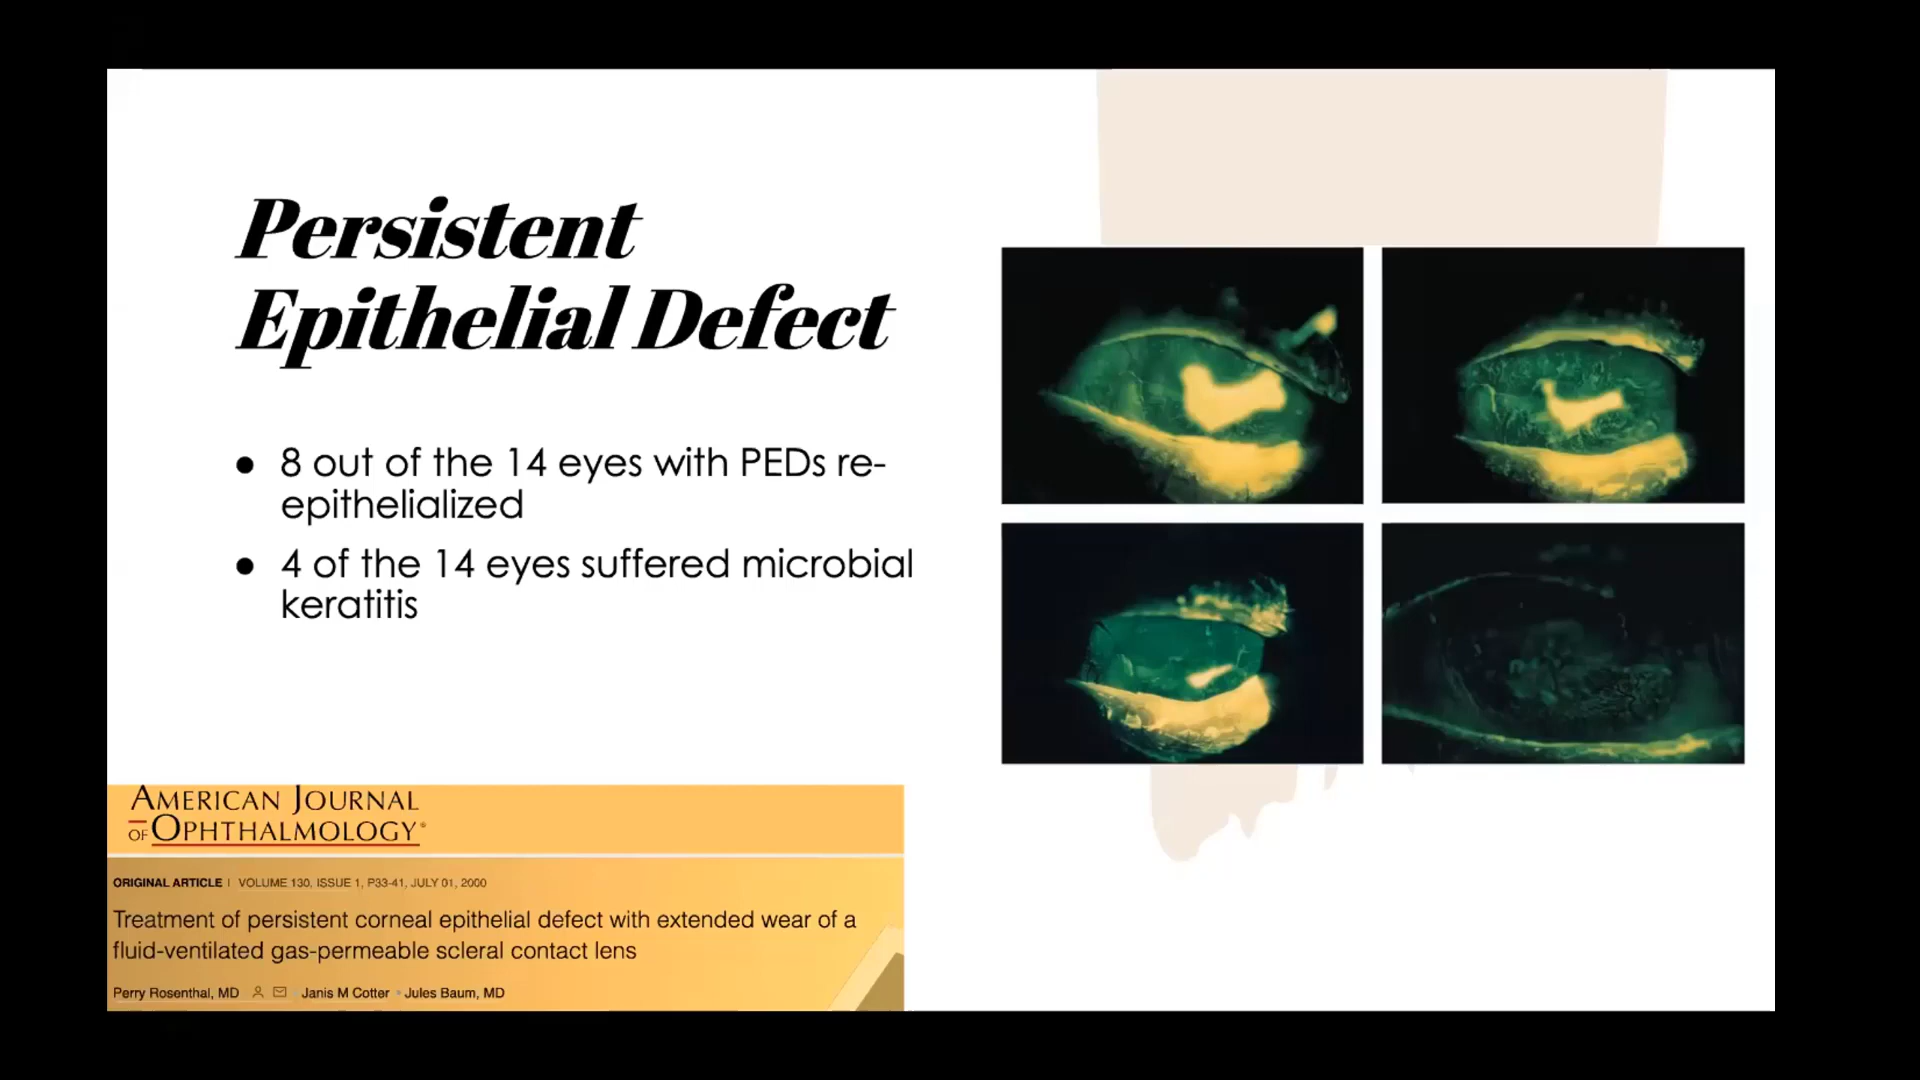 Persistent
Epithelial Defect
● 8 out of the 14 eyes with PEDs re-
epithelialized
● 4 of the 14 eyes suffered microbial
keratitis
AMERICAN JOURNAL
OF OPHTHALMOLOGY®
ORIGINAL ARTICLE | VOLUME 130, ISSUE 1, P33-41, JULY 01, 2000
Treatment of persistent corneal epithelial defect with extended wear of a
fluid-ventilated gas-permeable scleral contact lens
Perry Rosenthal, MD • Janis M Cotter • Jules Baum, MD